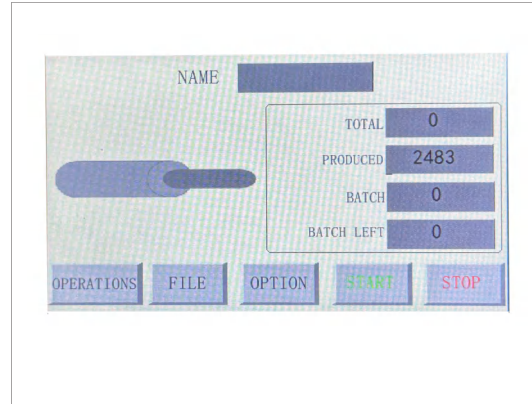 NAME
TOTAL 0
PRODUCED 2483
BATCH 0
BATCH LEFT 0
OPERATIONS FILE OPTION START STOP